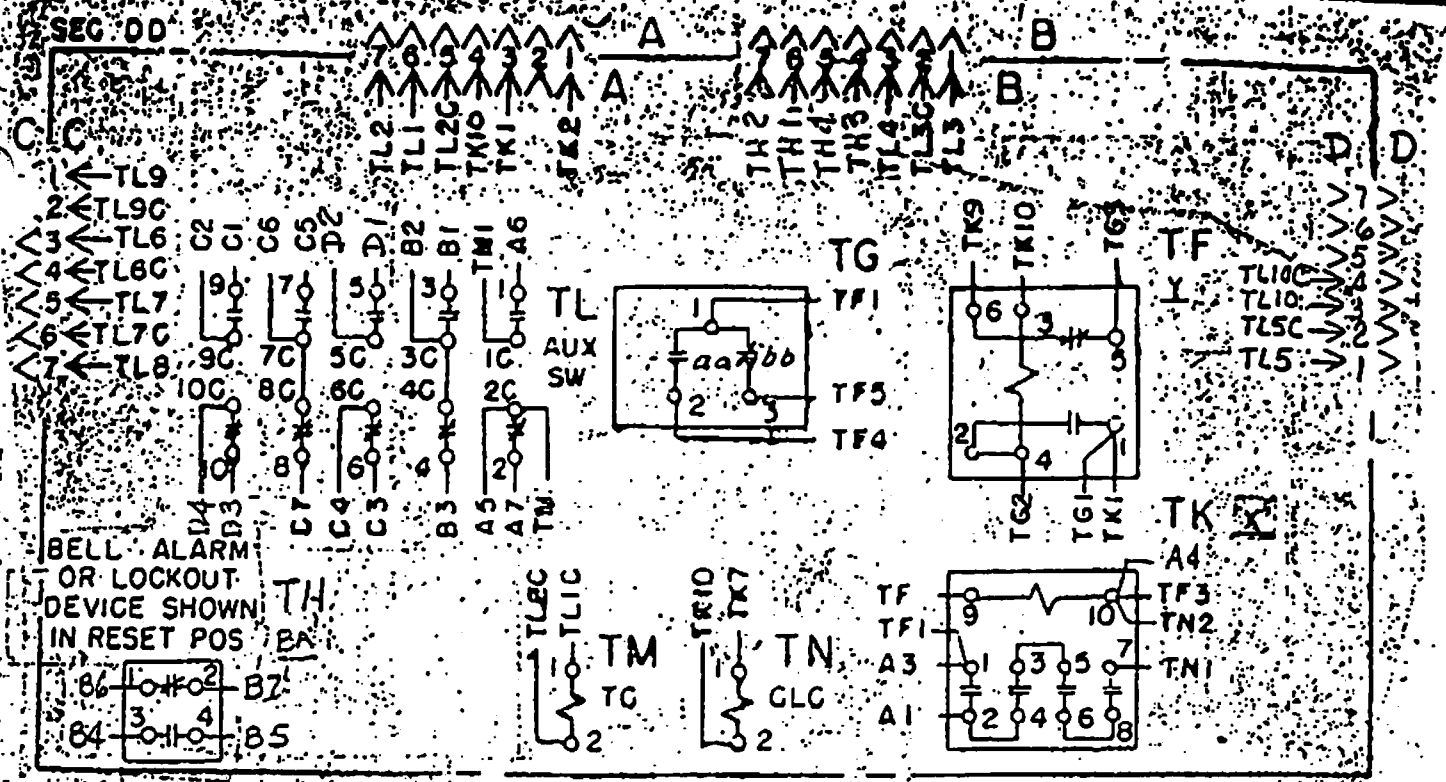 SEC DD
7 6 5 4 3 2 1
A
7 6 5 4 3 2 1
B
A
B
TL2 TL1 TL2C TK10 TK1 TK2
TH2 TH1 TH4 TH3 TL4 TL3C TL3
C C
D D
1 TL9
2 TL9C
3 TL6
4 TL6C
5 TL7
6 TL7C
7 TL8
7
6
5
TL10C 4
TL10 3
TL5C 2
TL5 1
C2 C1 C6 C5 D2 D1 B2 B1 TM1 A6
9 7 5 3 1
9C 7C 5C 3C 1C
10C 8C 6C 4C 2C
10 8 6 4 2
D4 D3 C7 C4 C3 B3 A5 A7
TL
AUX
SW
TG
1 TF1
aa bb
2 3 TF5
TF4
TK9 TK10 TG3
TF
Y
6 3 5
2 4 1
TG2 TG1 TK1
TK X
A4
TF 9 10 TF3
TN2
TF1
A3 1 3 5 7 TN1
A1 2 4 6 8
BELL ALARM
OR LOCKOUT
DEVICE SHOWN
IN RESET POS
TH
BA
B6 1 2 B7
B4 3 4 B5
TL2C TL1C
1 TM
TC
2
TK10 TK7
1 TN
CLC
2